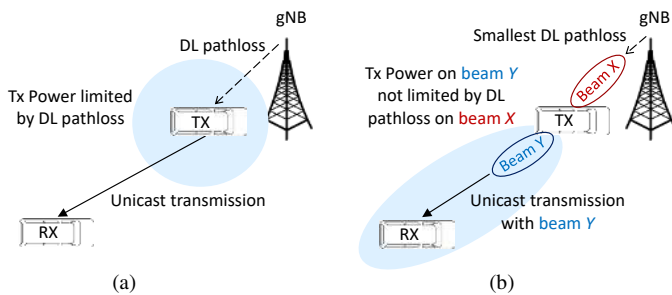 gNB
DL pathloss
Tx Power limited
by DL pathloss
TX
Unicast transmission
RX
(a)
gNB
Smallest DL pathloss
Tx Power on beam Y
not limited by DL
pathloss on beam X
Beam X
TX
Beam Y
Unicast transmission
with beam Y
RX
(b)